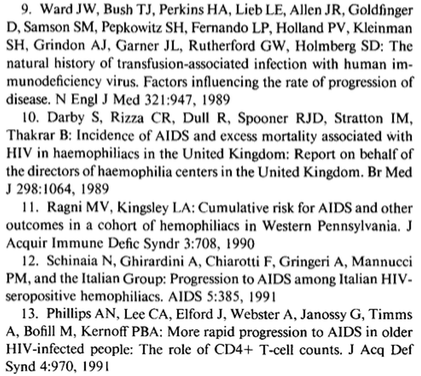 9. Ward JW, Bush TJ, Perkins HA, Lieb LE, Allen JR, Goldfinger
D, Samson SM, Pepkowitz SH, Fernando LP, Holland PV, Kleinman
SH, Grindon AJ, Garner JL, Rutherford GW, Holmberg SD: The
natural history of transfusion-associated infection with human im-
munodeficiency virus. Factors influencing the rate of progression of
disease. N Engl J Med 321:947, 1989
10. Darby S, Rizza CR, Dull R, Spooner RJD, Stratton IM,
Thakrar B: Incidence of AIDS and excess mortality associated with
HIV in haemophiliacs in the United Kingdom: Report on behalf of
the directors of haemophilia centers in the United Kingdom. Br Med
J 298:1064, 1989
11. Ragni MV, Kingsley LA: Cumulative risk for AIDS and other
outcomes in a cohort of hemophiliacs in Western Pennsylvania. J
Acquir Immune Defic Syndr 3:708, 1990
12. Schinaia N, Ghirardini A, Chiarotti F, Gringeri A, Mannucci
PM, and the Italian Group: Progression to AIDS among Italian HIV-
seropositive hemophiliacs. AIDS 5:385, 1991
13. Phillips AN, Lee CA, Elford J, Webster A, Janossy G, Timms
A, Bofill M, Kernoff PBA: More rapid progression to AIDS in older
HIV-infected people: The role of CD4+ T-cell counts. J Acq Def
Synd 4:970, 1991